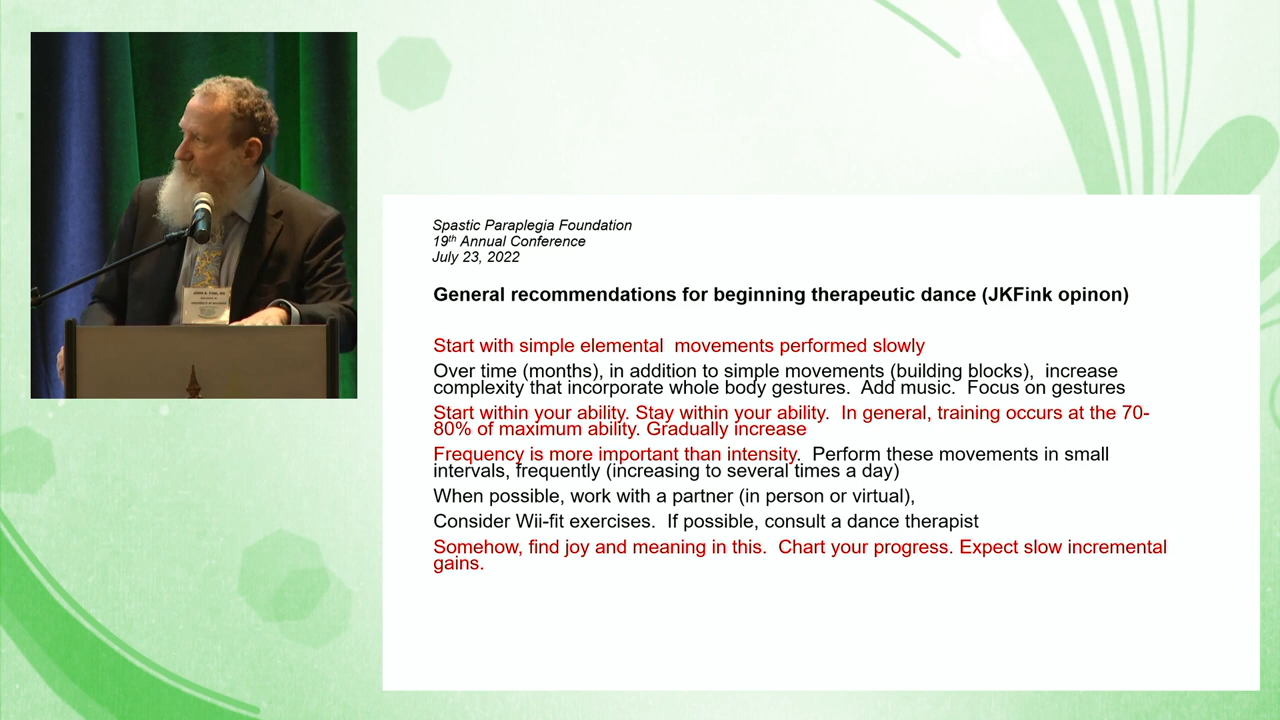 Spastic Paraplegia Foundation
19th Annual Conference
July 23, 2022
General recommendations for beginning therapeutic dance (JKFink opinon)
Start with simple elemental movements performed slowly
Over time (months), in addition to simple movements (building blocks), increase
complexity that incorporate whole body gestures. Add music. Focus on gestures
Start within your ability. Stay within your ability. In general, training occurs at the 70-
80% of maximum ability. Gradually increase
Frequency is more important than intensity. Perform these movements in small
intervals, frequently (increasing to several times a day)
When possible, work with a partner (in person or virtual),
Consider Wii-fit exercises. If possible, consult a dance therapist
Somehow, find joy and meaning in this. Chart your progress. Expect slow incremental
gains.